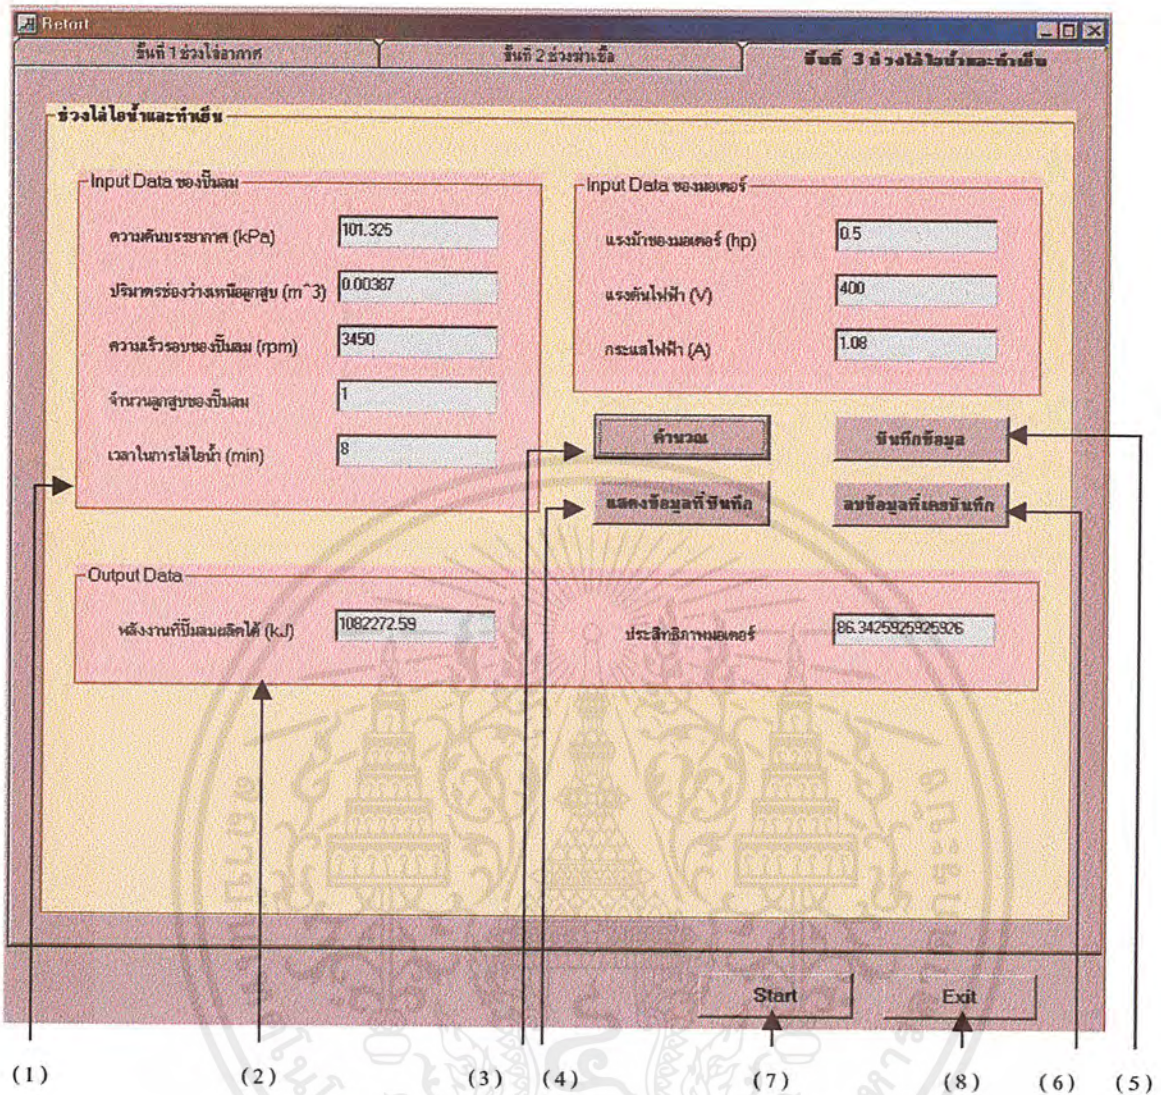 Retort
ขั้นที่ 1 ช่วงไล่อากาศ
ขั้นที่ 2 ช่วงฆ่าเชื้อ
ขั้นที่ 3 ช่วงไล่ไอน้ำและทำเย็น
ช่วงไล่ไอน้ำและทำเย็น
Input Data ของปั๊มลม
ความดันบรรยากาศ (kPa) 101.325
ปริมาตรช่องว่างเหนือลูกสูบ (m^3) 0.00387
ความเร็วรอบของปั๊มลม (rpm) 3450
จำนวนลูกสูบของปั๊มลม 1
เวลาในการไล่ไอน้ำ (min) 8
Input Data ของมอเตอร์
แรงม้าของมอเตอร์ (hp) 0.5
แรงดันไฟฟ้า (V) 400
กระแสไฟฟ้า (A) 1.08
คำนวณ
บันทึกข้อมูล
แสดงข้อมูลที่บันทึก
ลบข้อมูลที่เคยบันทึก
Output Data
พลังงานที่ปั๊มลมผลิตได้ (kJ) 1082272.59
ประสิทธิภาพมอเตอร์ 86.3425925925926
Start
Exit
(1) (2) (3) (4) (7) (8) (6) (5)